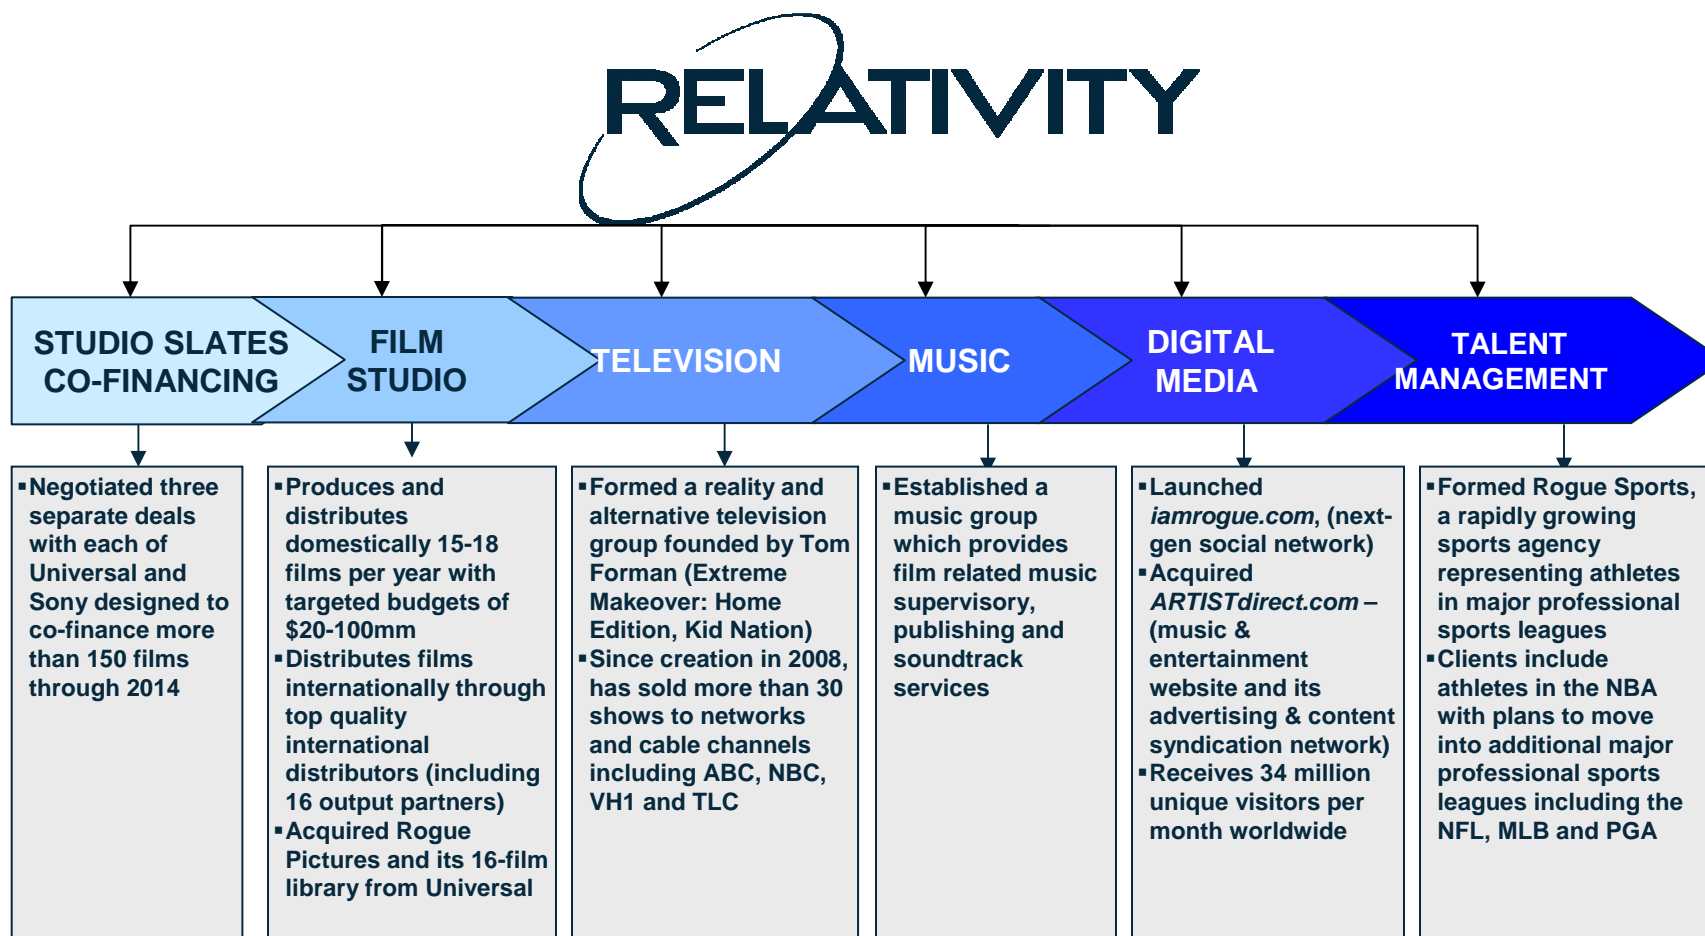 RELATIVITY
STUDIO SLATES
CO-FINANCING
FILM
STUDIO
TELEVISION
MUSIC
DIGITAL
MEDIA
TALENT
MANAGEMENT
▪Negotiated three
separate deals
with each of
Universal and
Sony designed to
co-finance more
than 150 films
through 2014
▪Produces and
distributes
domestically 15-18
films per year with
targeted budgets of
$20-100mm
▪Distributes films
internationally through
top quality
international
distributors (including
16 output partners)
▪Acquired Rogue
Pictures and its 16-film
library from Universal
▪Formed a reality and
alternative television
group founded by Tom
Forman (Extreme
Makeover: Home
Edition, Kid Nation)
▪Since creation in 2008,
has sold more than 30
shows to networks
and cable channels
including ABC, NBC,
VH1 and TLC
▪Established a
music group
which provides
film related music
supervisory,
publishing and
soundtrack
services
▪Launched
iamrogue.com, (next-
gen social network)
▪Acquired
ARTISTdirect.com –
(music &
entertainment
website and its
advertising & content
syndication network)
▪Receives 34 million
unique visitors per
month worldwide
▪Formed Rogue Sports,
a rapidly growing
sports agency
representing athletes
in major professional
sports leagues
▪Clients include
athletes in the NBA
with plans to move
into additional major
professional sports
leagues including the
NFL, MLB and PGA